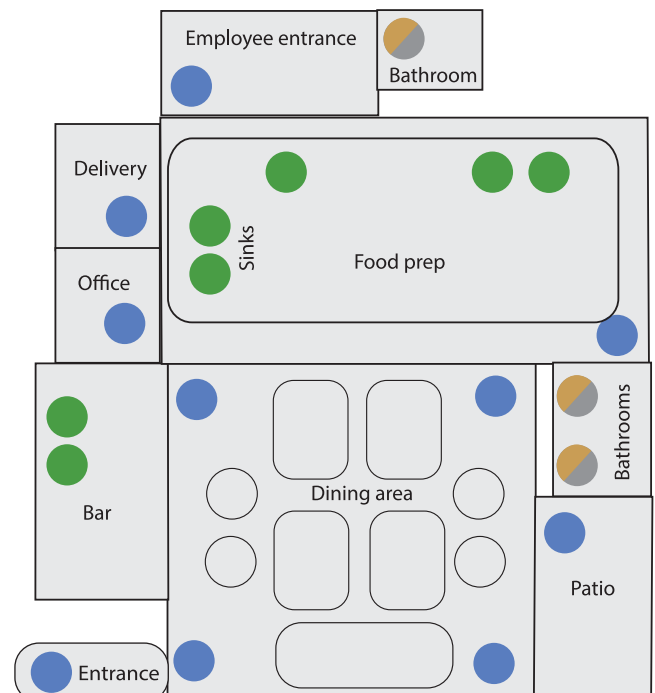 Employee entrance
Bathroom
Delivery
Sinks
Food prep
Office
Bathrooms
Dining area
Bar
Patio
Entrance